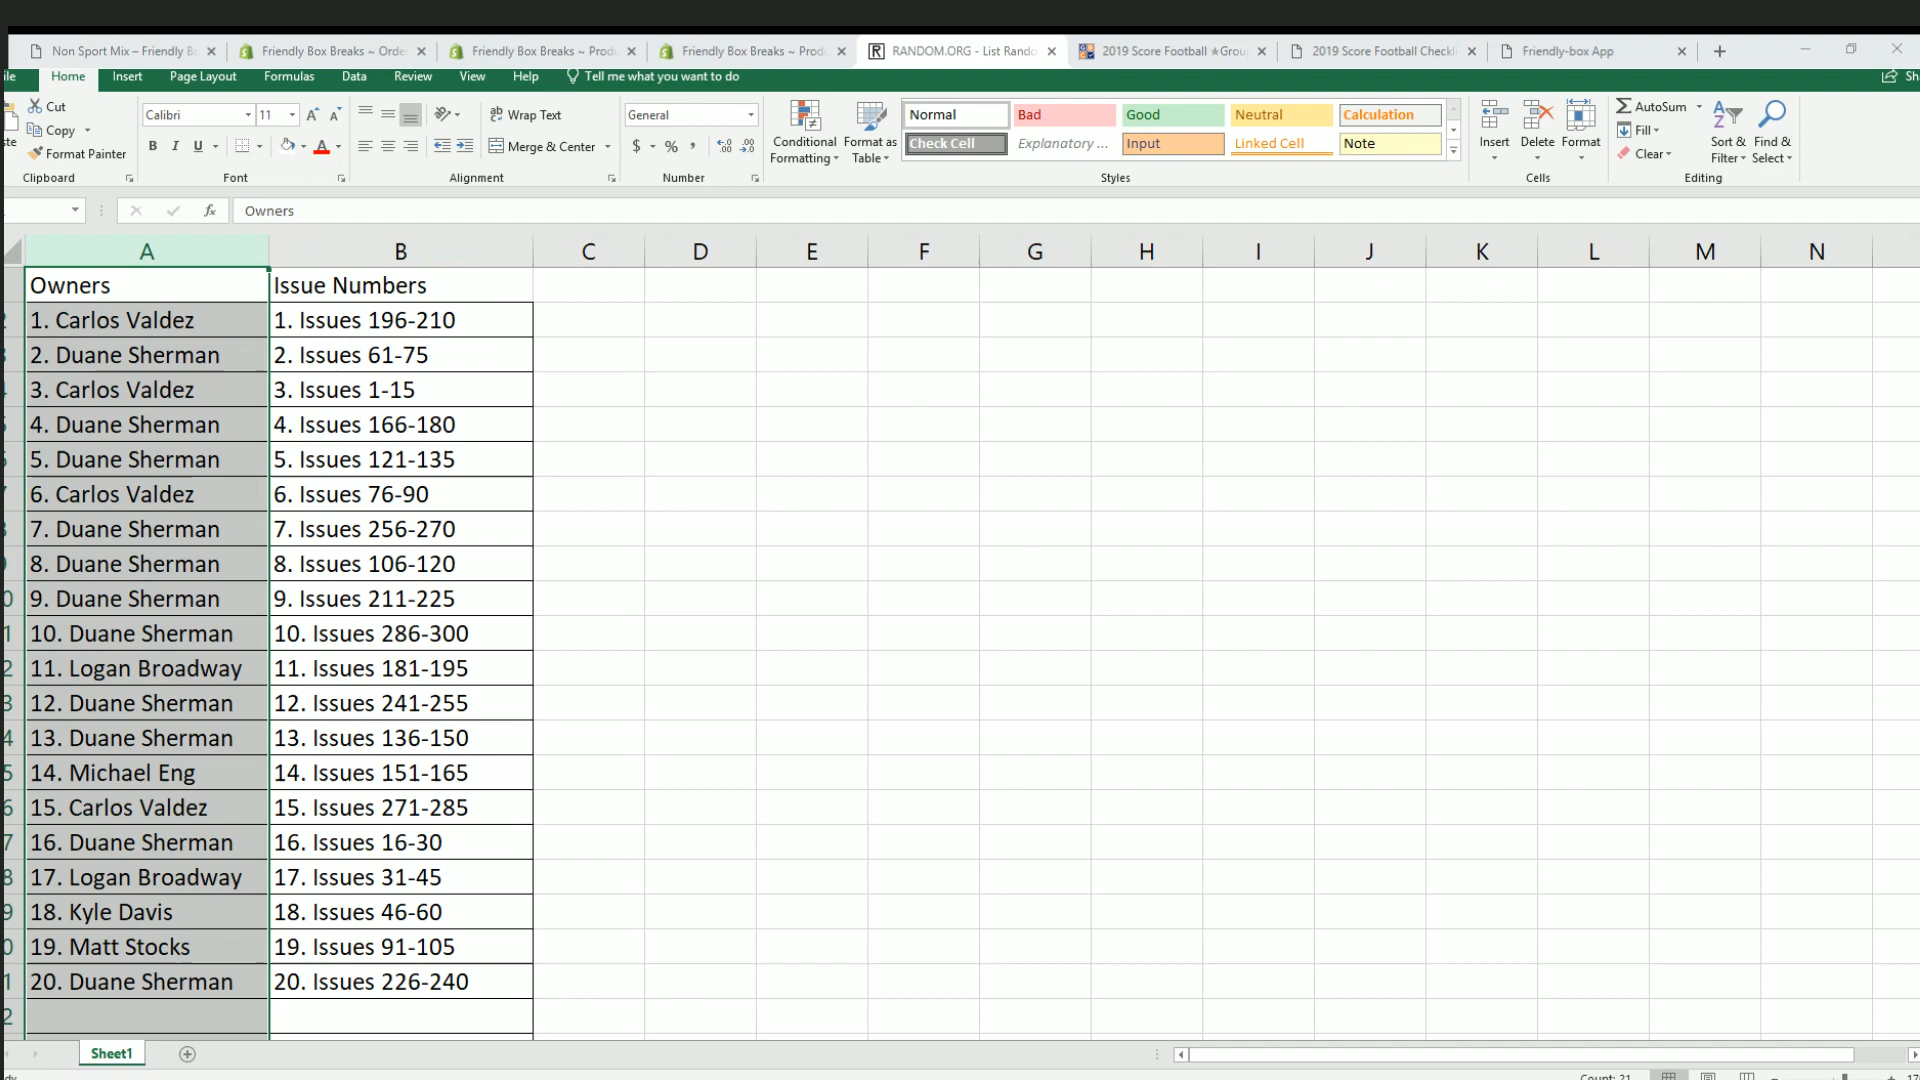 Non Sport Mix – Friendly Bo
Friendly Box Breaks ~ Orde
Friendly Box Breaks ~ Produ
Friendly Box Breaks ~ Produ
RANDOM.ORG - List Rando
2019 Score Football ★Grou
2019 Score Football Checkli
Friendly-box App
ile Home Insert Page Layout Formulas Data Review View Help Tell me what you want to do Sha
Cut
Copy
ste
Format Painter
Clipboard
Calibri 11
B I U
Font
Wrap Text
Merge & Center
Alignment
General
$ % ,
Number
Conditional Formatting
Format as Table
Normal Bad Good Neutral Calculation
Check Cell Explanatory ... Input Linked Cell Note
Styles
Insert Delete Format
Cells
AutoSum
Fill
Clear
Sort & Filter
Find & Select
Editing
fx Owners
A B C D E F G H I J K L M N
Owners Issue Numbers
1. Carlos Valdez 1. Issues 196-210
2. Duane Sherman 2. Issues 61-75
3. Carlos Valdez 3. Issues 1-15
4. Duane Sherman 4. Issues 166-180
5. Duane Sherman 5. Issues 121-135
6. Carlos Valdez 6. Issues 76-90
7. Duane Sherman 7. Issues 256-270
8. Duane Sherman 8. Issues 106-120
9. Duane Sherman 9. Issues 211-225
10. Duane Sherman 10. Issues 286-300
11. Logan Broadway 11. Issues 181-195
12. Duane Sherman 12. Issues 241-255
13. Duane Sherman 13. Issues 136-150
14. Michael Eng 14. Issues 151-165
15. Carlos Valdez 15. Issues 271-285
16. Duane Sherman 16. Issues 16-30
17. Logan Broadway 17. Issues 31-45
18. Kyle Davis 18. Issues 46-60
19. Matt Stocks 19. Issues 91-105
20. Duane Sherman 20. Issues 226-240
Sheet1
Count: 21